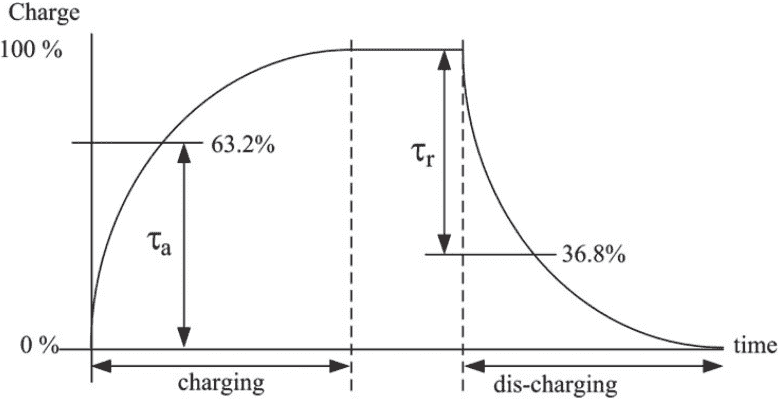 Charge
100 %
63.2%
τr
τa
36.8%
0 %
time
charging
dis-charging